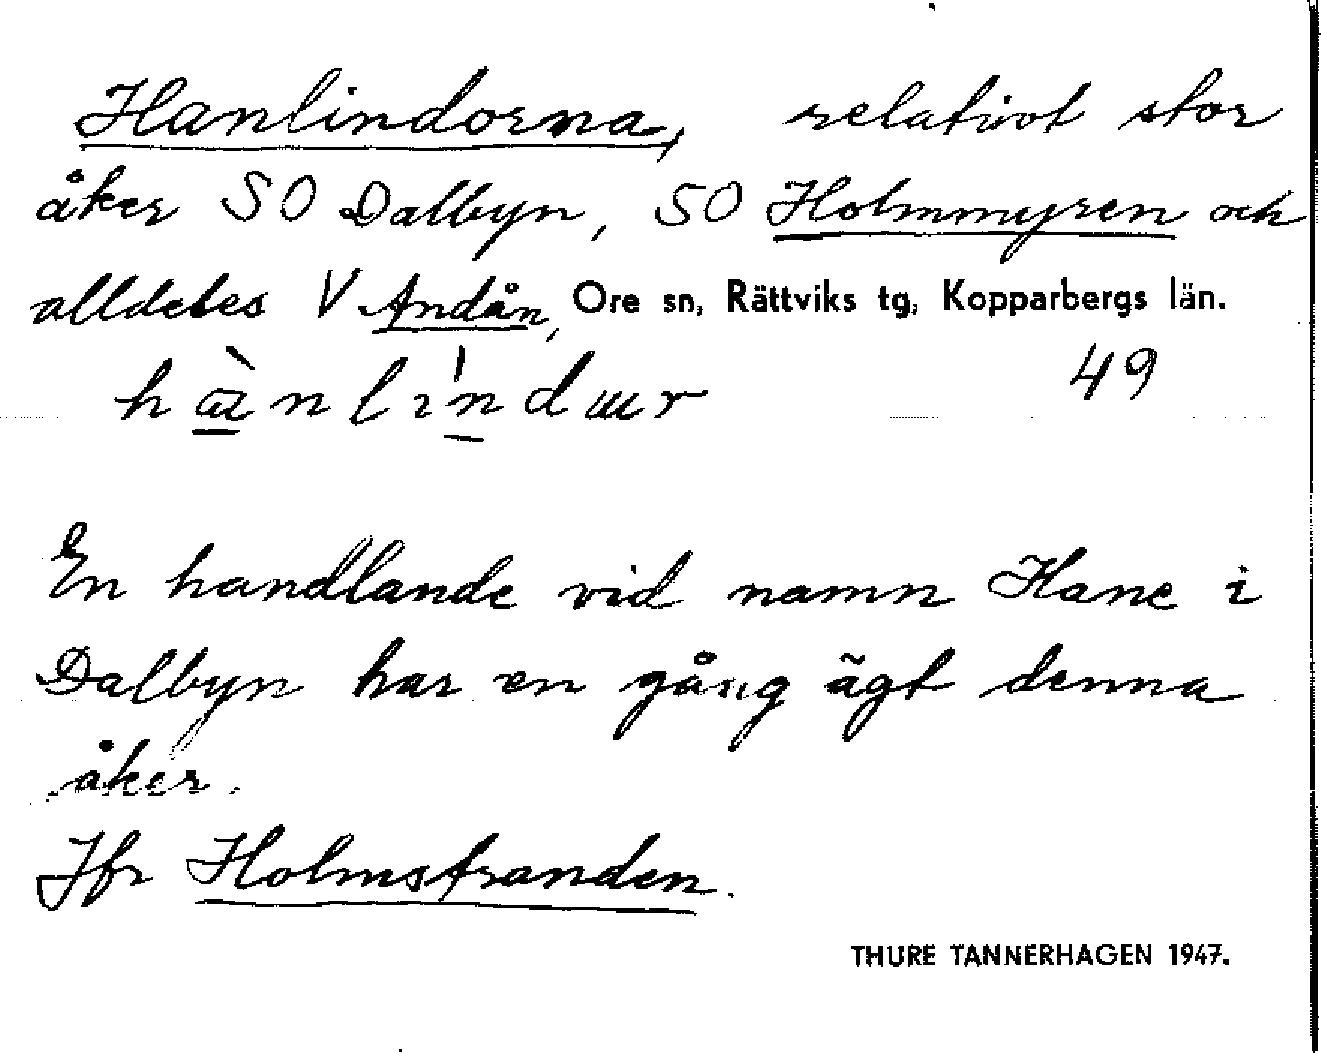 Hanlindorna, relativt stor
åker SO Dalbyn, SO Holmmyren och
alldeles V Andån, Ore sn, Rättviks tg, Kopparbergs län.
hànlíndɯr 49
En handlande vid namn Hane i
Dalbyn har en gång ägt denna
åker.
Jfr Holmstranden.
THURE TANNERHAGEN 1947.